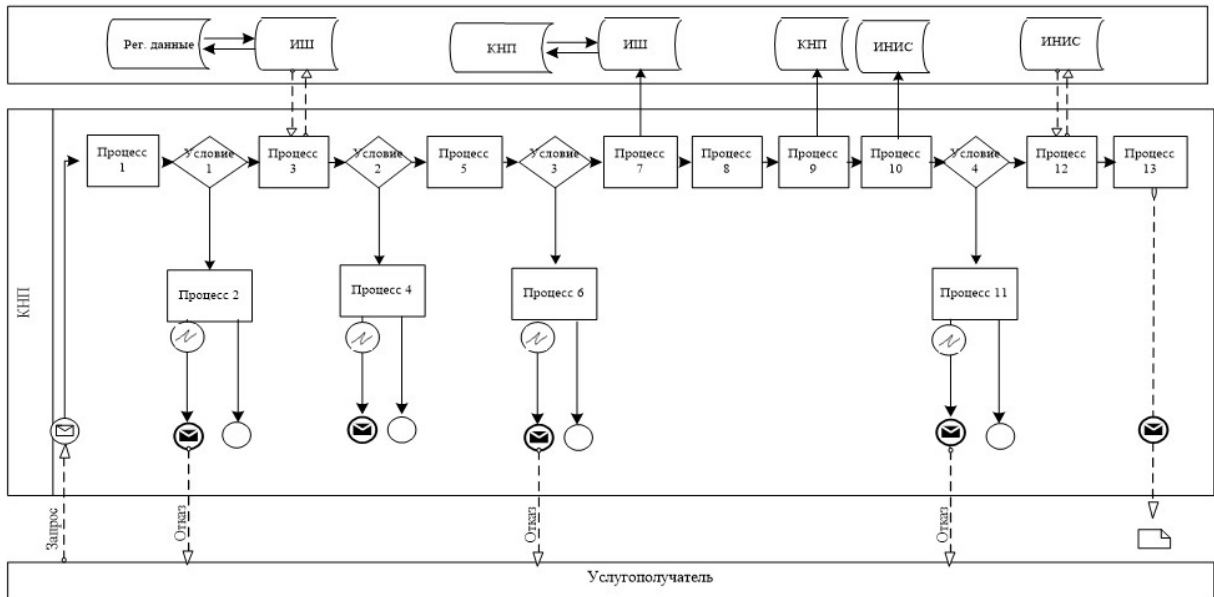 Рег. данные
ИШ
КНП
ИШ
КНП
ИНИС
ИНИС
КНП
Процесс
1
Условие
1
Процесс
3
Условие
2
Процесс
5
Условие
3
Процесс
7
Процесс
8
Процесс
9
Процесс
10
Условие
4
Процесс
12
Процесс
13
Процесс 2
Процесс 4
Процесс 6
Процесс 11
Запрос
Отказ
Отказ
Отказ
Услугополучатель